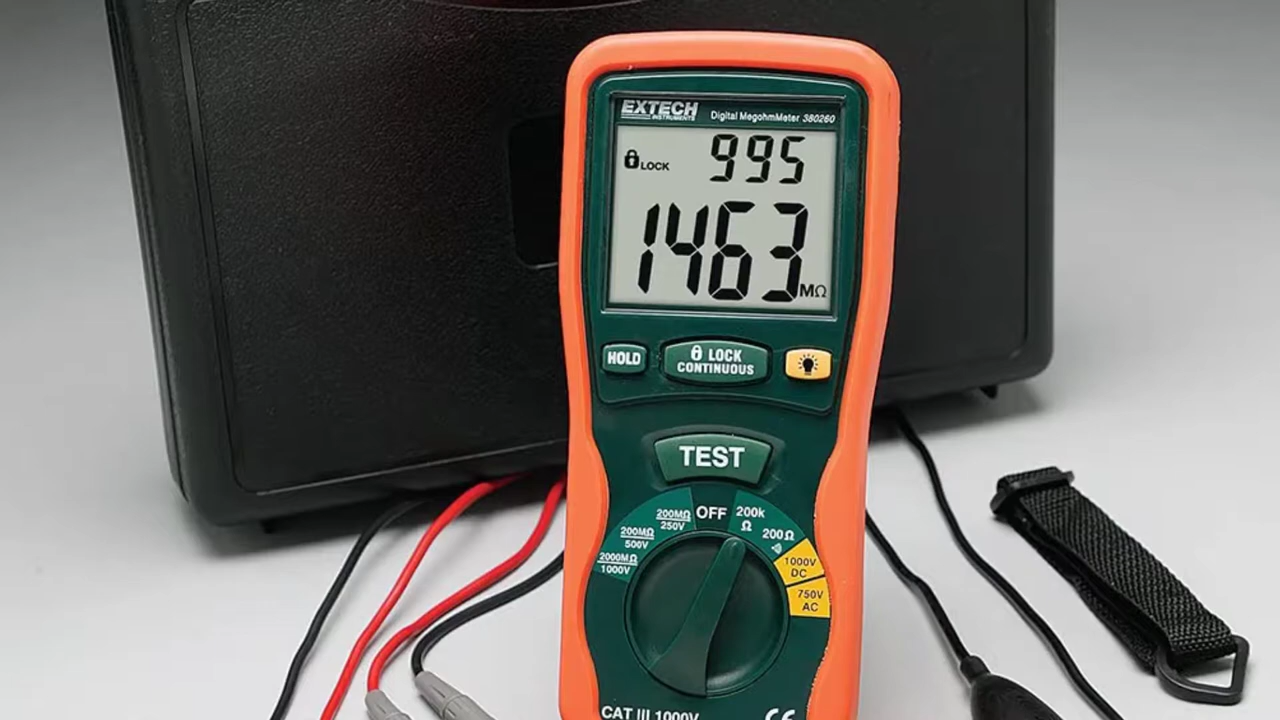 EXTECH
INSTRUMENTS
Digital MegohmMeter 380260
LOCK 995
1463 MΩ
HOLD
LOCK
CONTINUOUS
TEST
OFF
200MΩ
250V
200MΩ
500V
2000MΩ
1000V
200k
Ω
200Ω
1000V
DC
750V
AC
CAT III 1000V
CE